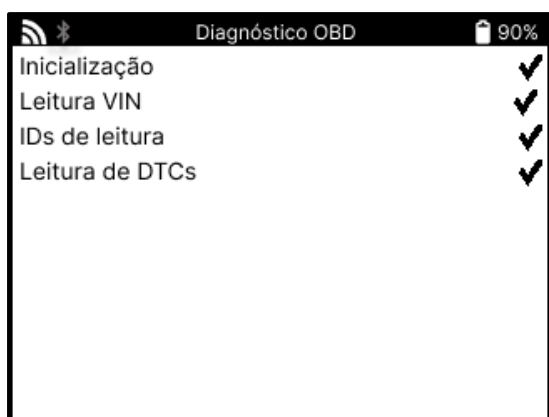 Diagnóstico OBD 90%
Inicialização
Leitura VIN
IDs de leitura
Leitura de DTCs